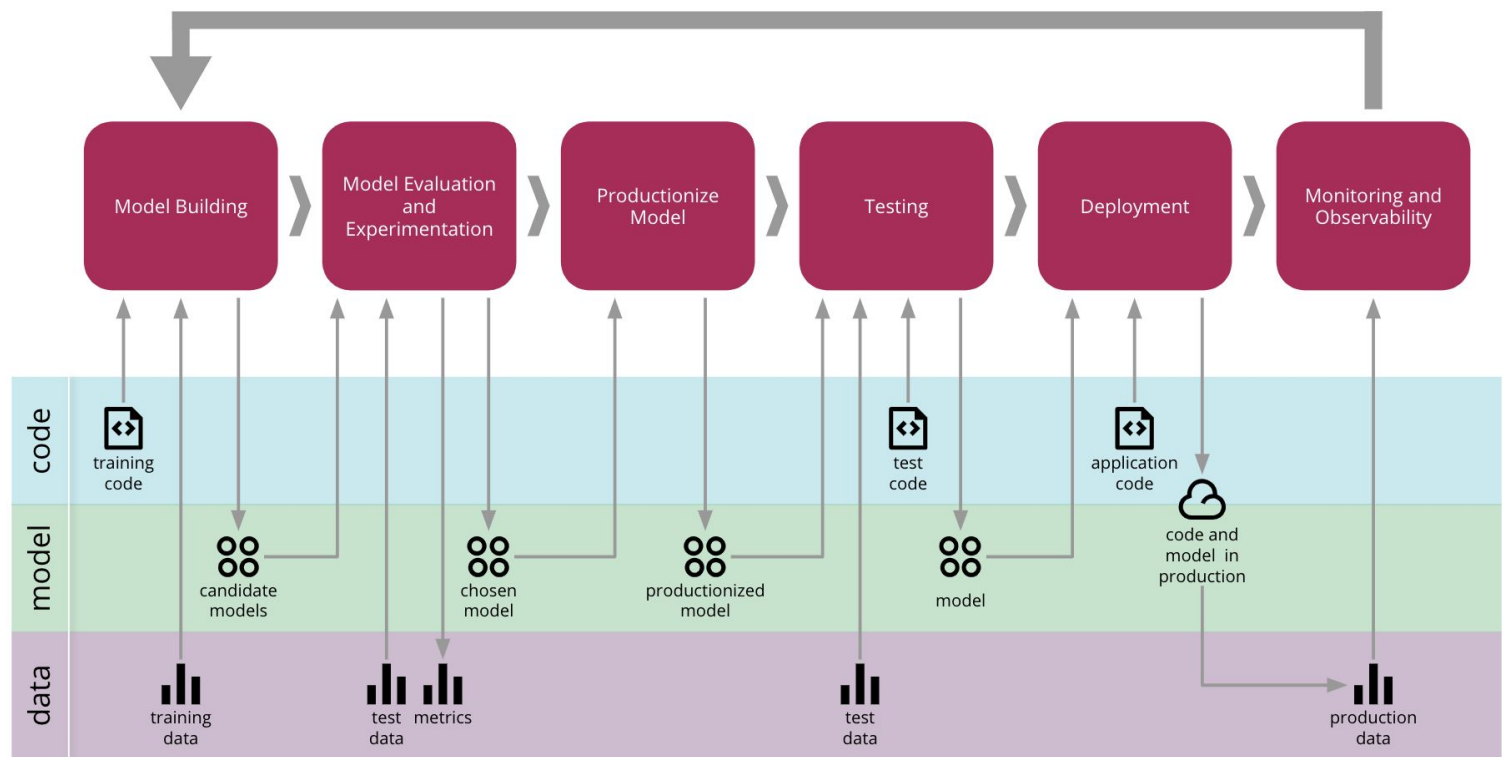 Model Building
Model Evaluation
and
Experimentation
Productionize
Model
Testing
Deployment
Monitoring and
Observability
code
training
code
test
code
application
code
model
candidate
models
chosen
model
productionized
model
model
code and
model in
production
data
training
data
test
data
metrics
test
data
production
data